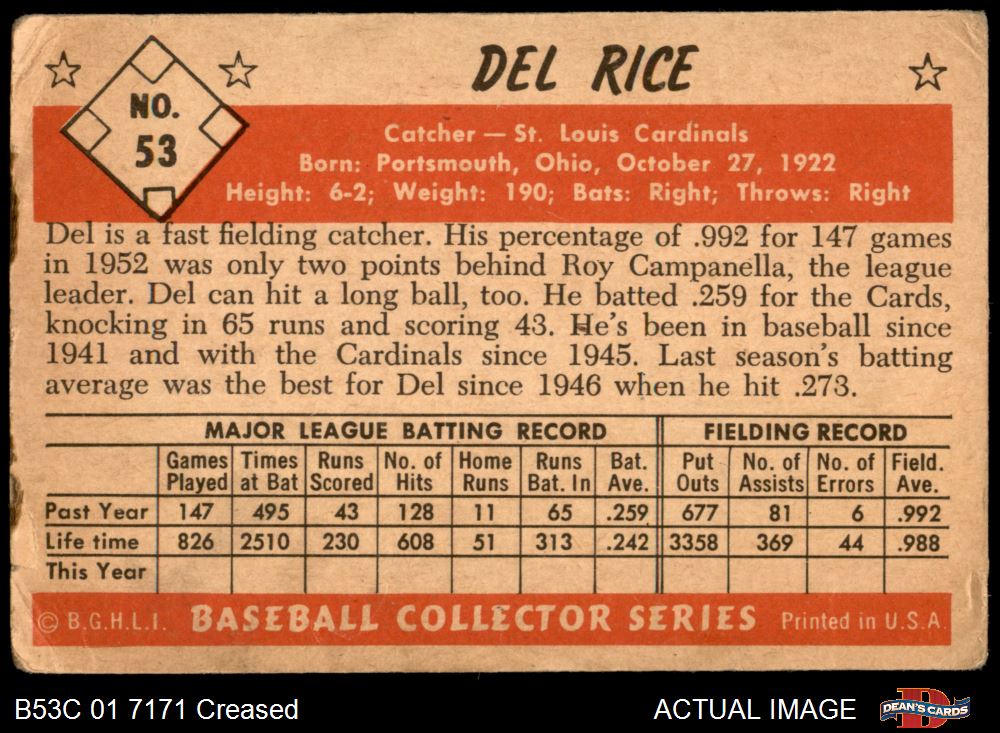 DEL RICE
NO.
53
Catcher — St. Louis Cardinals
Born: Portsmouth, Ohio, October 27, 1922
Height: 6-2; Weight: 190; Bats: Right; Throws: Right
Del is a fast fielding catcher. His percentage of .992 for 147 games
in 1952 was only two points behind Roy Campanella, the league
leader. Del can hit a long ball, too. He batted .259 for the Cards,
knocking in 65 runs and scoring 43. He's been in baseball since
1941 and with the Cardinals since 1945. Last season's batting
average was the best for Del since 1946 when he hit .273.
MAJOR LEAGUE BATTING RECORD FIELDING RECORD
Games Times Runs No. of Home Runs Bat. Put No. of No. of Field.
Played at Bat Scored Hits Runs Bat. In Ave. Outs Assists Errors Ave.
Past Year 147 495 43 128 11 65 .259 677 81 6 .992
Life time 826 2510 230 608 51 313 .242 3358 369 44 .988
This Year
© B.G.H.L.I. BASEBALL COLLECTOR SERIES Printed in U.S.A.
B53C 01 7171 Creased ACTUAL IMAGE DEAN'S CARDS